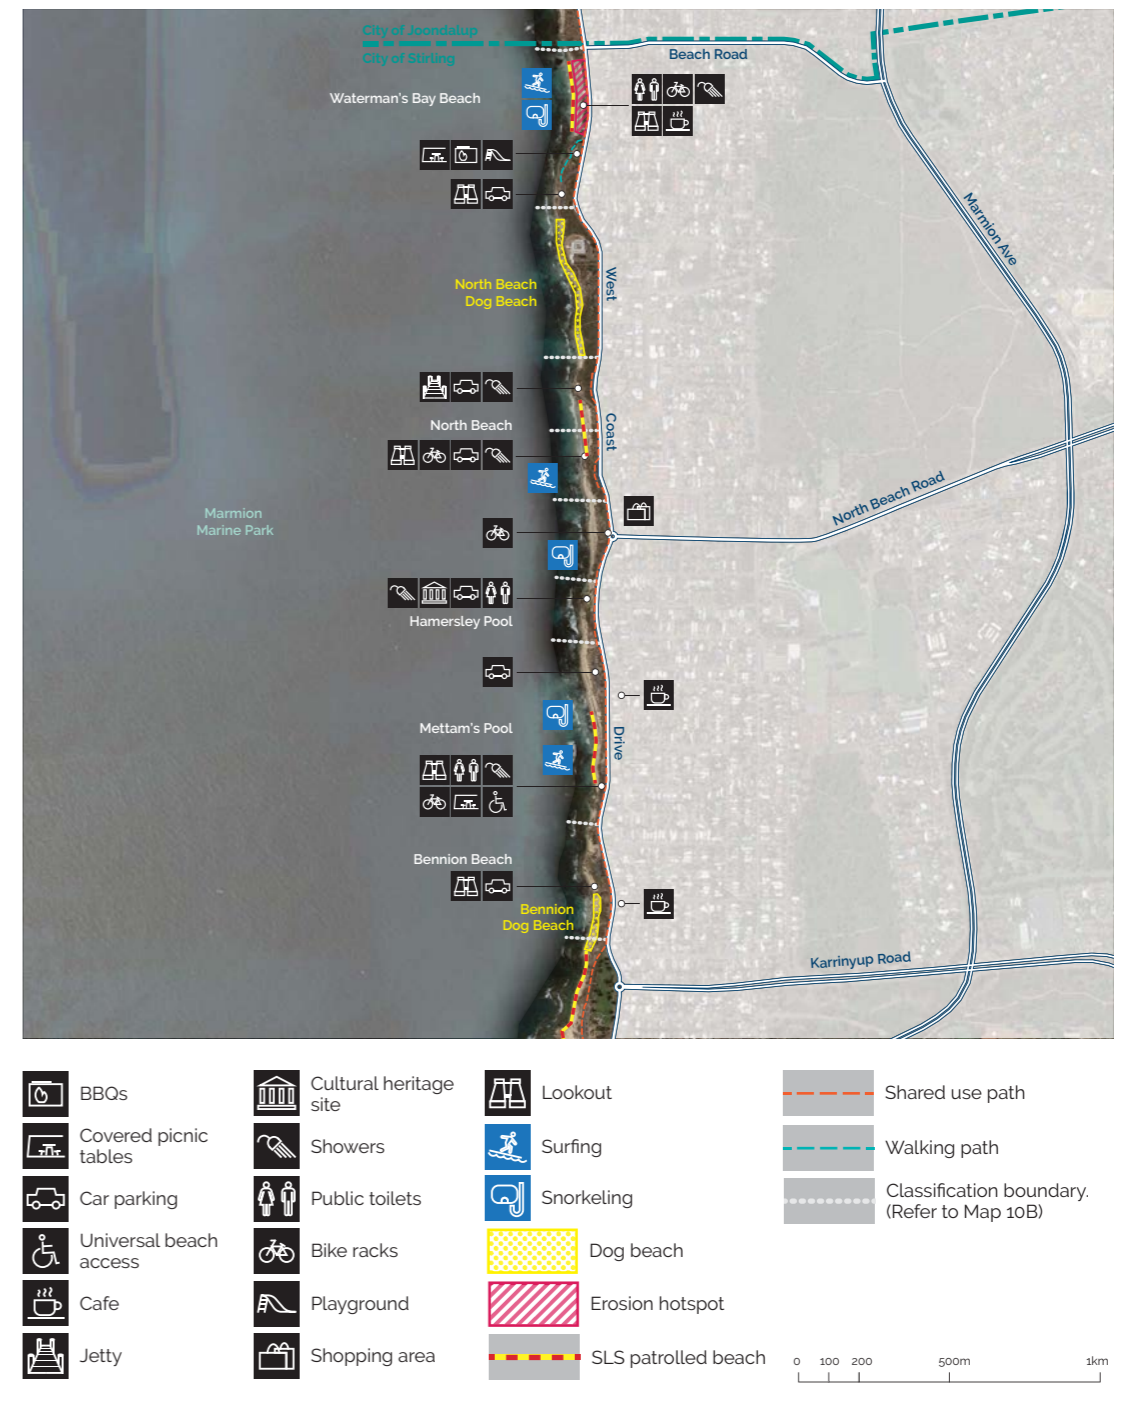 City of Joondalup
City of Stirling
Beach Road
Waterman's Bay Beach
Marmion Ave
North Beach
Dog Beach
West
North Beach
Coast
North Beach Road
Marmion
Marine Park
Hamersley Pool
Mettam's Pool
Drive
Bennion Beach
Bennion
Dog Beach
Karrinyup Road
BBQs
Covered picnic
tables
Car parking
Universal beach
access
Cafe
Jetty
Cultural heritage
site
Showers
Public toilets
Bike racks
Playground
Shopping area
Lookout
Surfing
Snorkeling
Dog beach
Erosion hotspot
SLS patrolled beach
Shared use path
Walking path
Classification boundary.
(Refer to Map 10B)
0 100 200 500m 1km